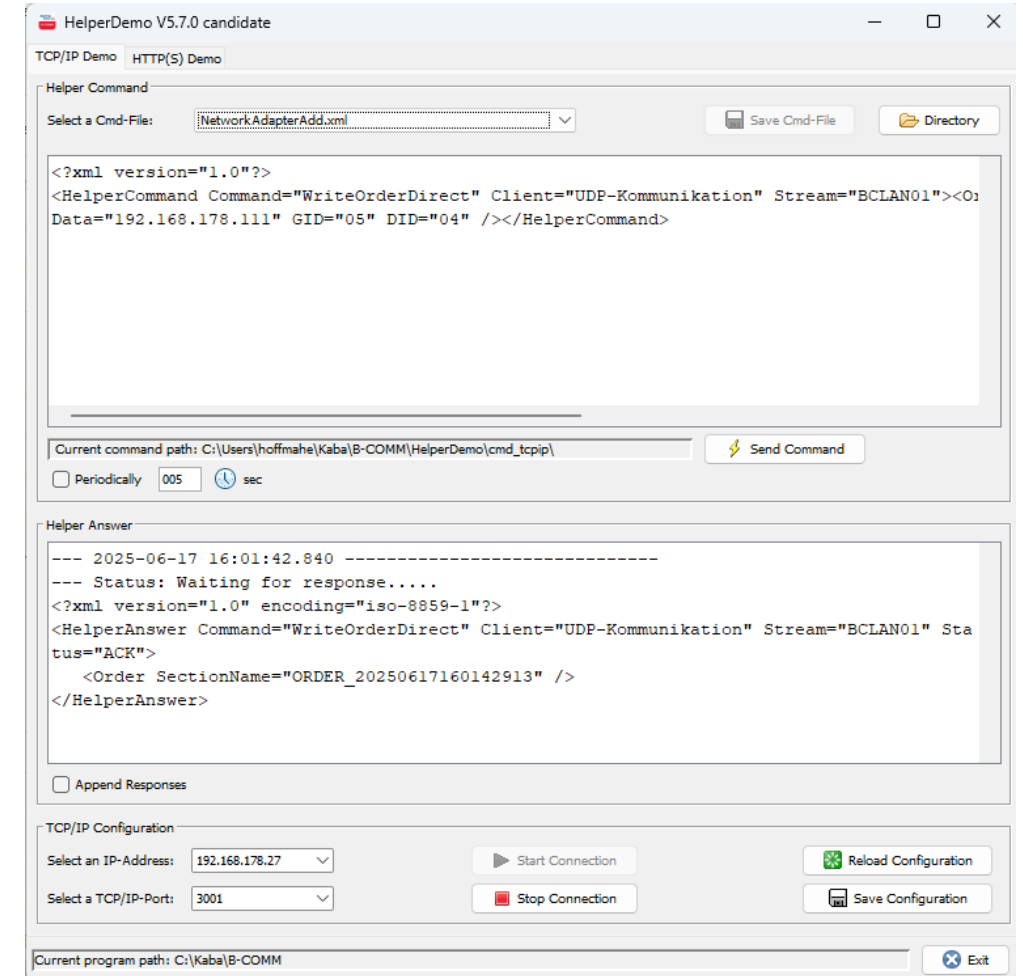 HelperDemo V5.7.0 candidate
TCP/IP Demo HTTP(S) Demo
Helper Command
Select a Cmd-File: NetworkAdapterAdd.xml Save Cmd-File Directory
<?xml version="1.0"?>
<HelperCommand Command="WriteOrderDirect" Client="UDP-Kommunikation" Stream="BCLAN01"><O
Data="192.168.178.111" GID="05" DID="04" /></HelperCommand>
Current command path: C:\Users\hoffmahe\Kaba\B-COMM\HelperDemo\cmd_tcpip\ Send Command
Periodically 005 sec
Helper Answer
--- 2025-06-17 16:01:42.840 ------------------------------
--- Status: Waiting for response.....
<?xml version="1.0" encoding="iso-8859-1"?>
<HelperAnswer Command="WriteOrderDirect" Client="UDP-Kommunikation" Stream="BCLAN01" Sta
tus="ACK">
<Order SectionName="ORDER_20250617160142913" />
</HelperAnswer>
Append Responses
TCP/IP Configuration
Select an IP-Address: 192.168.178.27 Start Connection Reload Configuration
Select a TCP/IP-Port: 3001 Stop Connection Save Configuration
Current program path: C:\Kaba\B-COMM Exit